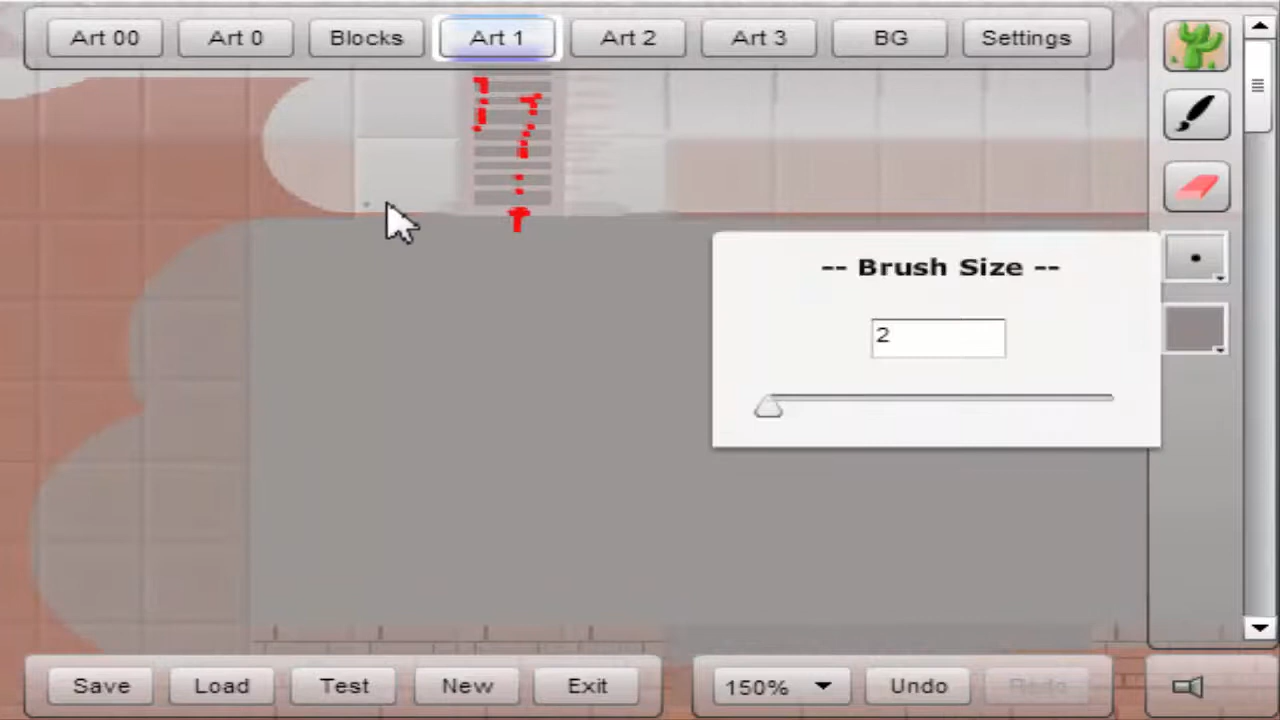 Art 00 Art 0 Blocks Art 1 Art 2 Art 3 BG Settings
-- Brush Size --
2
Save Load Test New Exit 150% Undo Redo